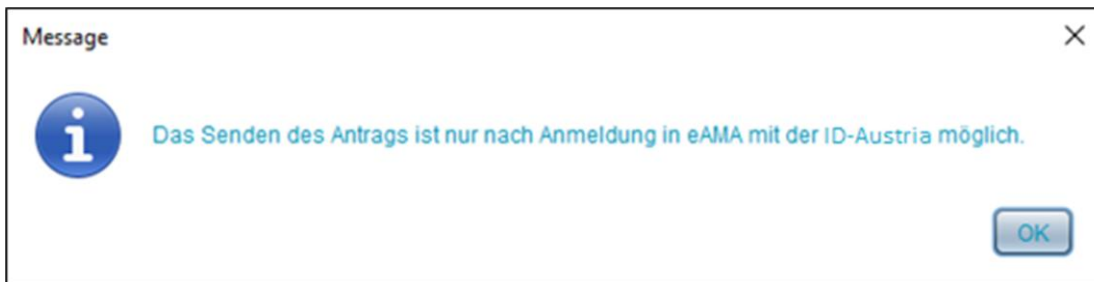 Message
Das Senden des Antrags ist nur nach Anmeldung in eAMA mit der ID-Austria möglich.
OK